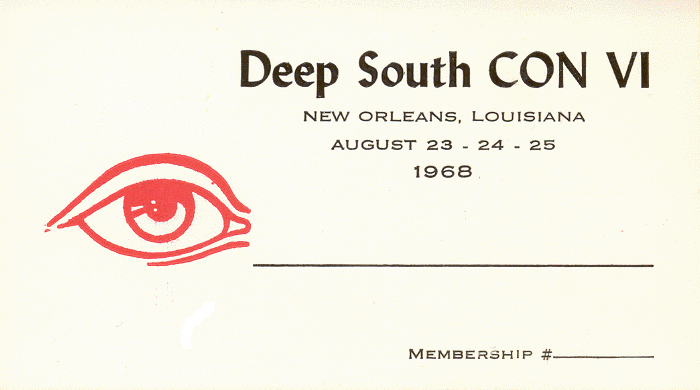 Deep South CON VI
NEW ORLEANS, LOUISIANA
AUGUST 23 - 24 - 25
1968
MEMBERSHIP #